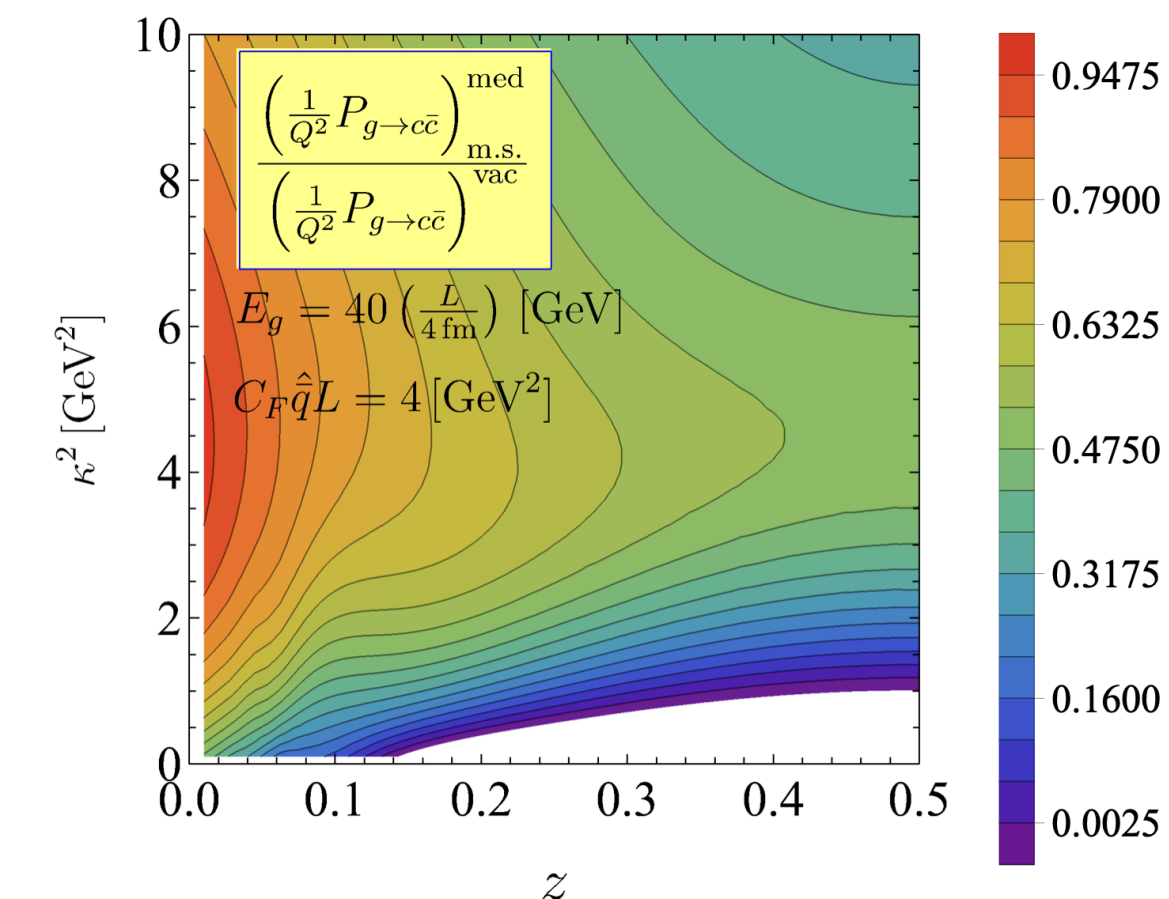 10
8
6
4
2
0
κ² [GeV²]
(1/Q² P_{g→cc̄})^{med}
m.s.
(1/Q² P_{g→cc̄})^{vac}
E_g = 40 (L/4 fm) [GeV]
C_F \hat{\bar{q}}L = 4 [GeV²]
0.0 0.1 0.2 0.3 0.4 0.5
z
0.9475
0.7900
0.6325
0.4750
0.3175
0.1600
0.0025